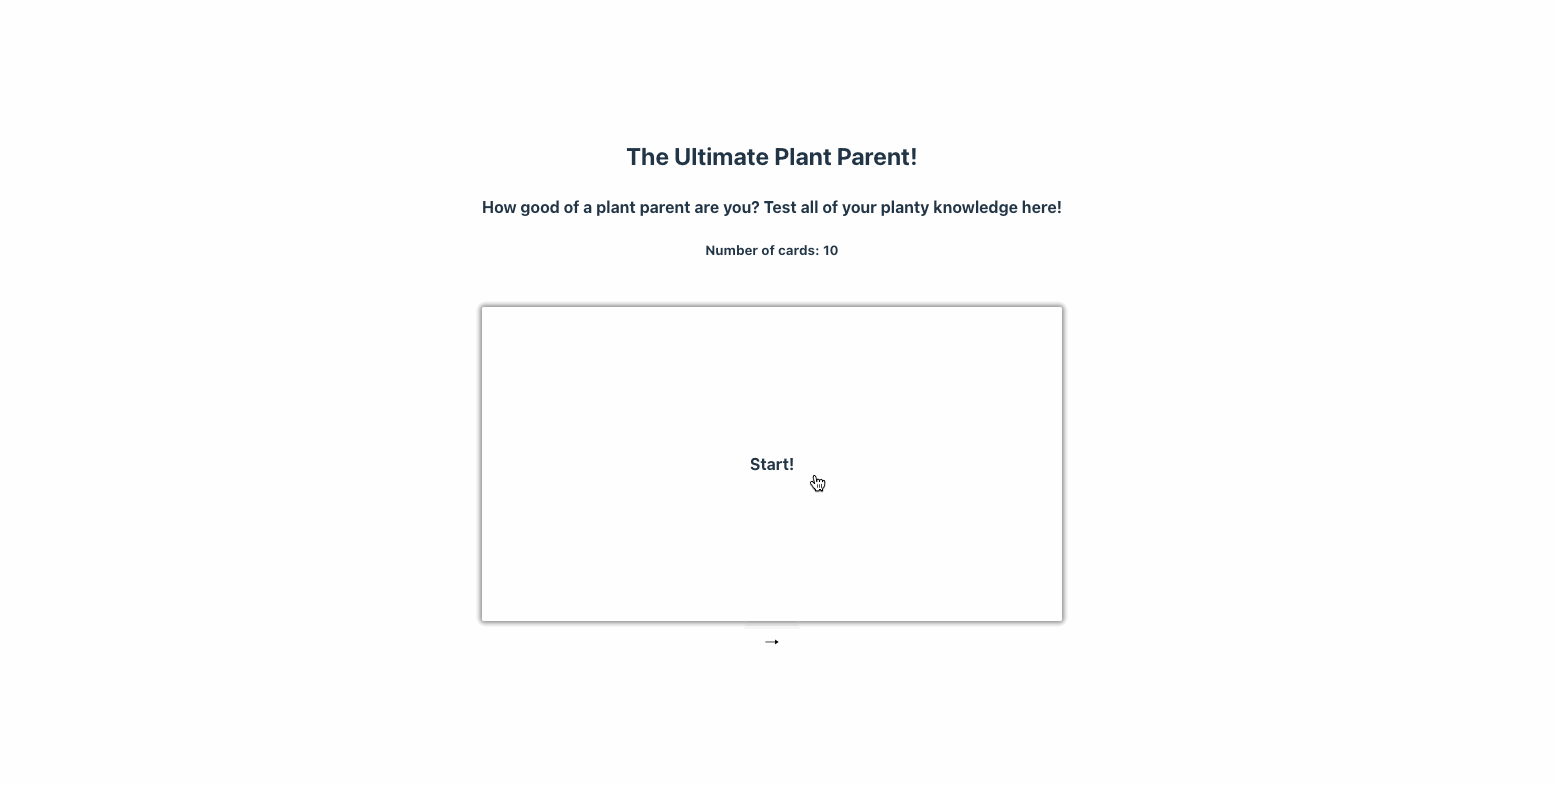 The Ultimate Plant Parent!
How good of a plant parent are you? Test all of your planty knowledge here!
Number of cards: 10
Start!
→